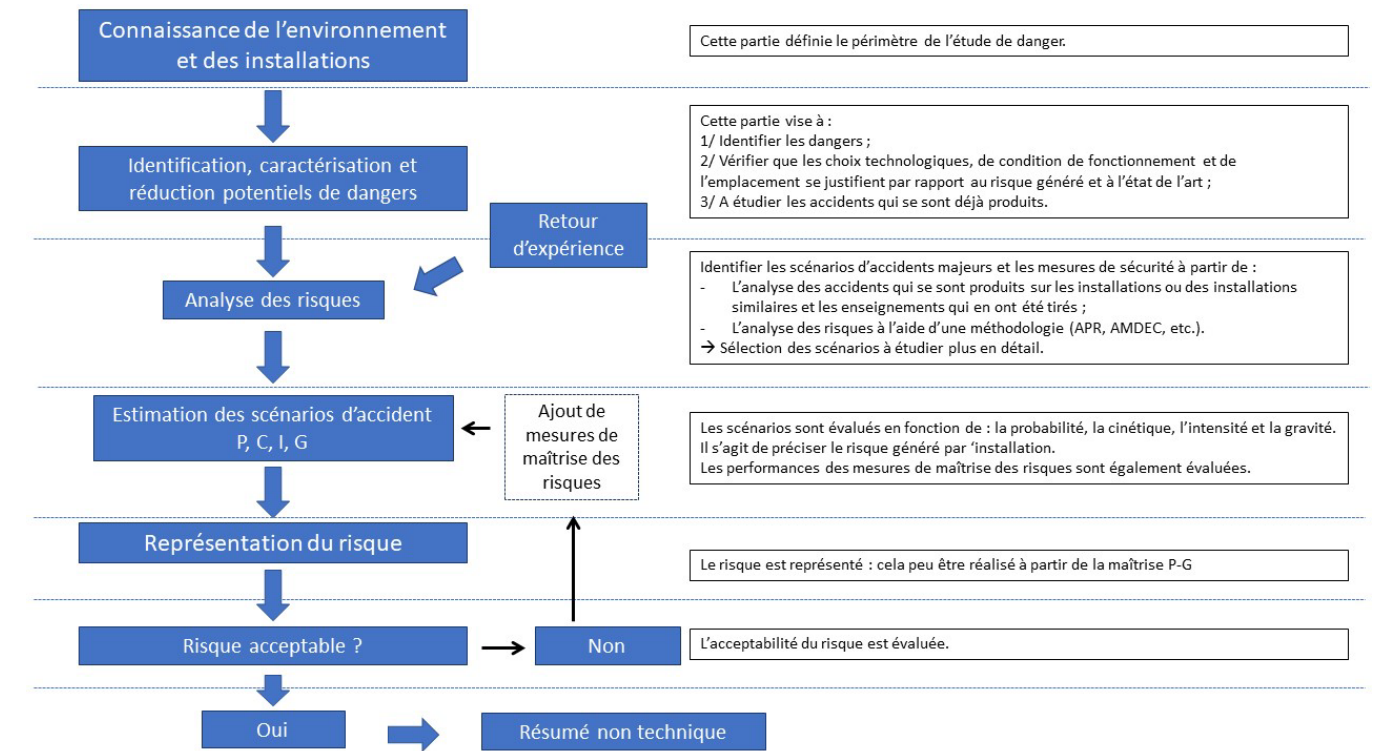 Connaissance de l'environnement
et des installations
Cette partie définie le périmètre de l'étude de danger.
Identification, caractérisation et
réduction potentiels de dangers
Cette partie vise à :
1/ Identifier les dangers ;
2/ Vérifier que les choix technologiques, de condition de fonctionnement et de
l'emplacement se justifient par rapport au risque généré et à l'état de l'art ;
3/ A étudier les accidents qui se sont déjà produits.
Retour
d'expérience
Analyse des risques
Identifier les scénarios d'accidents majeurs et les mesures de sécurité à partir de :
- L'analyse des accidents qui se sont produits sur les installations ou des installations
similaires et les enseignements qui en ont été tirés ;
- L'analyse des risques à l'aide d'une méthodologie (APR, AMDEC, etc.).
→ Sélection des scénarios à étudier plus en détail.
Estimation des scénarios d'accident
P, C, I, G
Ajout de
mesures de
maîtrise des
risques
Les scénarios sont évalués en fonction de : la probabilité, la cinétique, l'intensité et la gravité.
Il s'agit de préciser le risque généré par 'installation.
Les performances des mesures de maîtrise des risques sont également évaluées.
Représentation du risque
Le risque est représenté : cela peu être réalisé à partir de la maîtrise P-G
Risque acceptable ?
Non
L'acceptabilité du risque est évaluée.
Oui
Résumé non technique